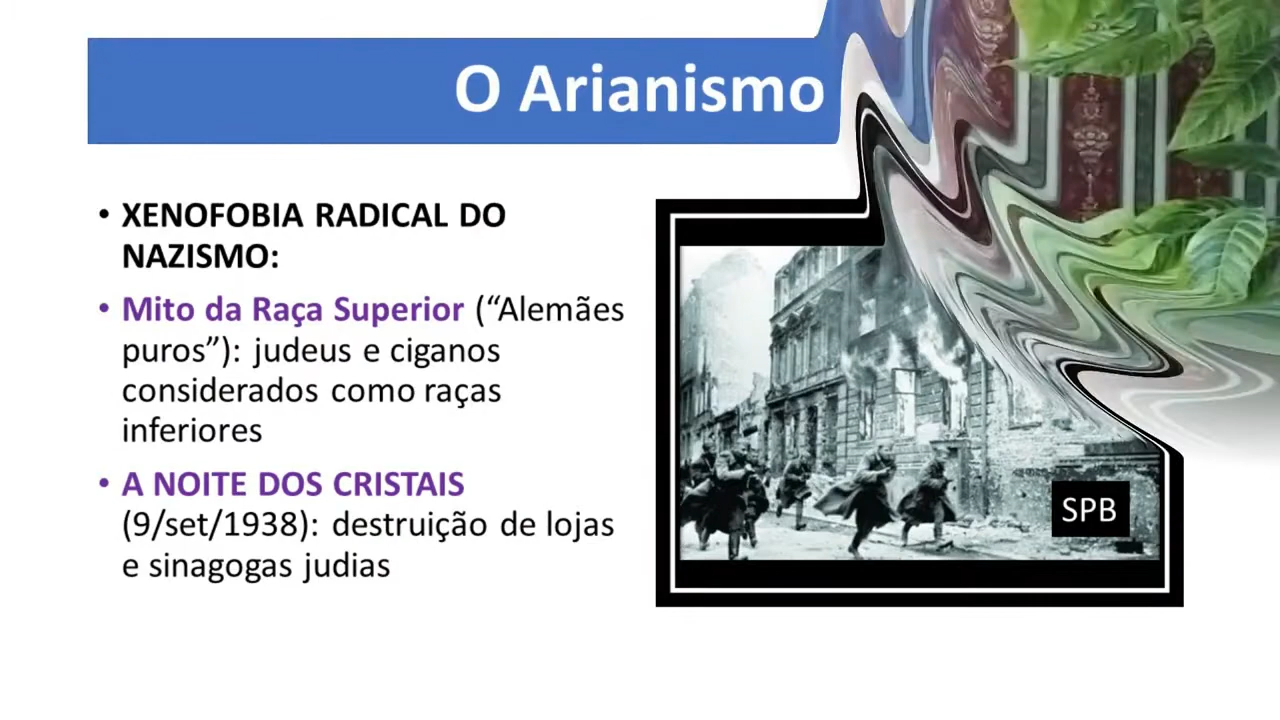 O Arianismo
• XENOFOBIA RADICAL DO
NAZISMO:
• Mito da Raça Superior (“Alemães
puros”): judeus e ciganos
considerados como raças
inferiores
• A NOITE DOS CRISTAIS
(9/set/1938): destruição de lojas
e sinagogas judias
SPB